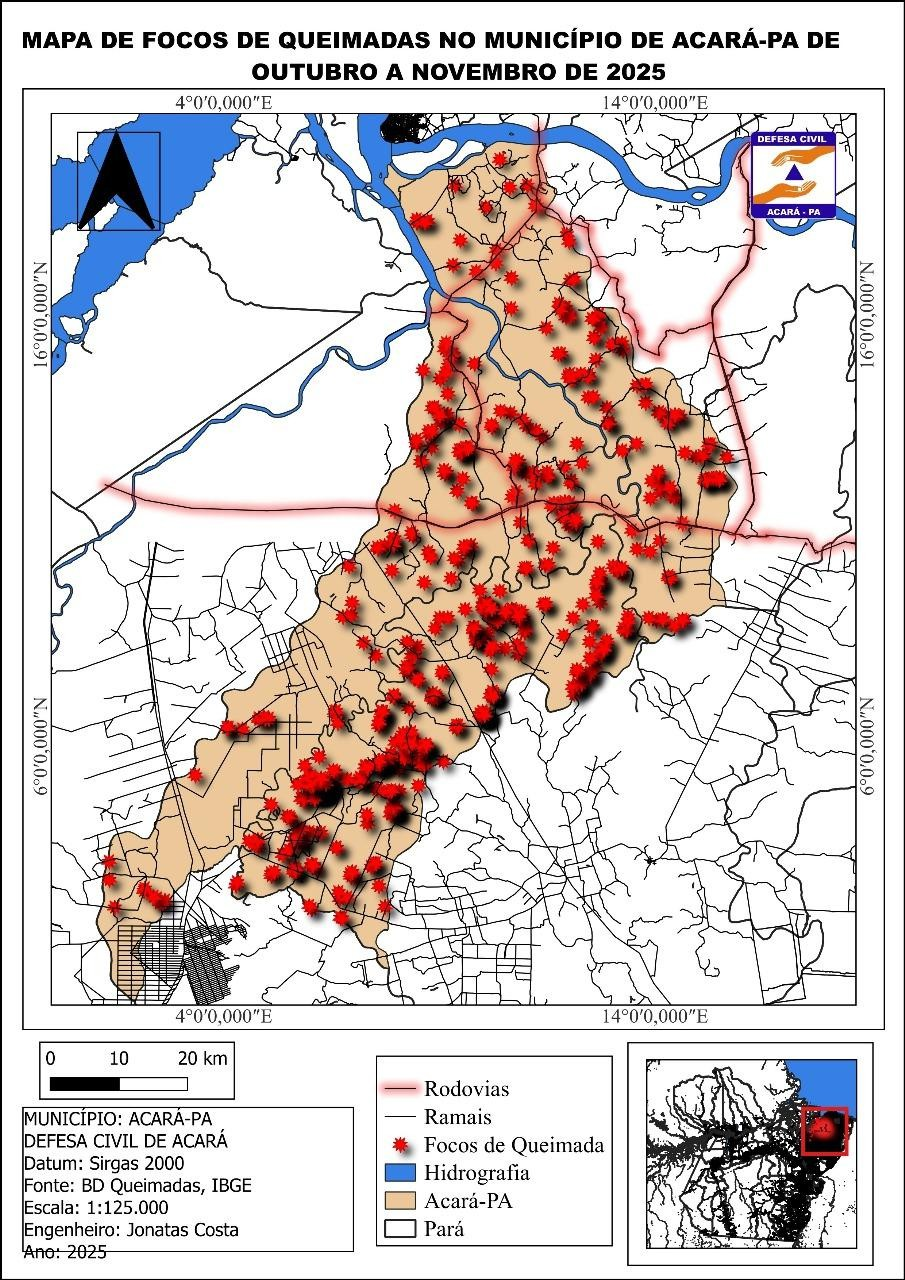 MAPA DE FOCOS DE QUEIMADAS NO MUNICÍPIO DE ACARÁ-PA DE
OUTUBRO A NOVEMBRO DE 2025
4°0′0,000″E
14°0′0,000″E
DEFESA CIVIL
ACARÁ - PA
16°0′0,000″N
16°0′0,000″N
6°0′0,000″N
6°0′0,000″N
4°0′0,000″E
14°0′0,000″E
0 10 20 km
MUNICÍPIO: ACARÁ-PA
DEFESA CIVIL DE ACARÁ
Datum: Sirgas 2000
Fonte: BD Queimadas, IBGE
Escala: 1:125.000
Engenheiro: Jonatas Costa
Ano: 2025
Rodovias
Ramais
Focos de Queimada
Hidrografia
Acará-PA
Pará